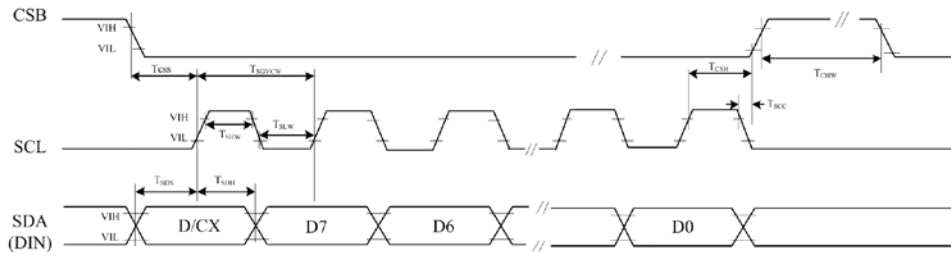 CSB
VIH
VIL
TCSS
TSCYCW
TCSH
TCHW
TSCC
SCL
VIH
VIL
TSHW
TSLW
SDA
(DIN)
VIH
VIL
TSDS
TSDH
D/CX
D7
D6
D0